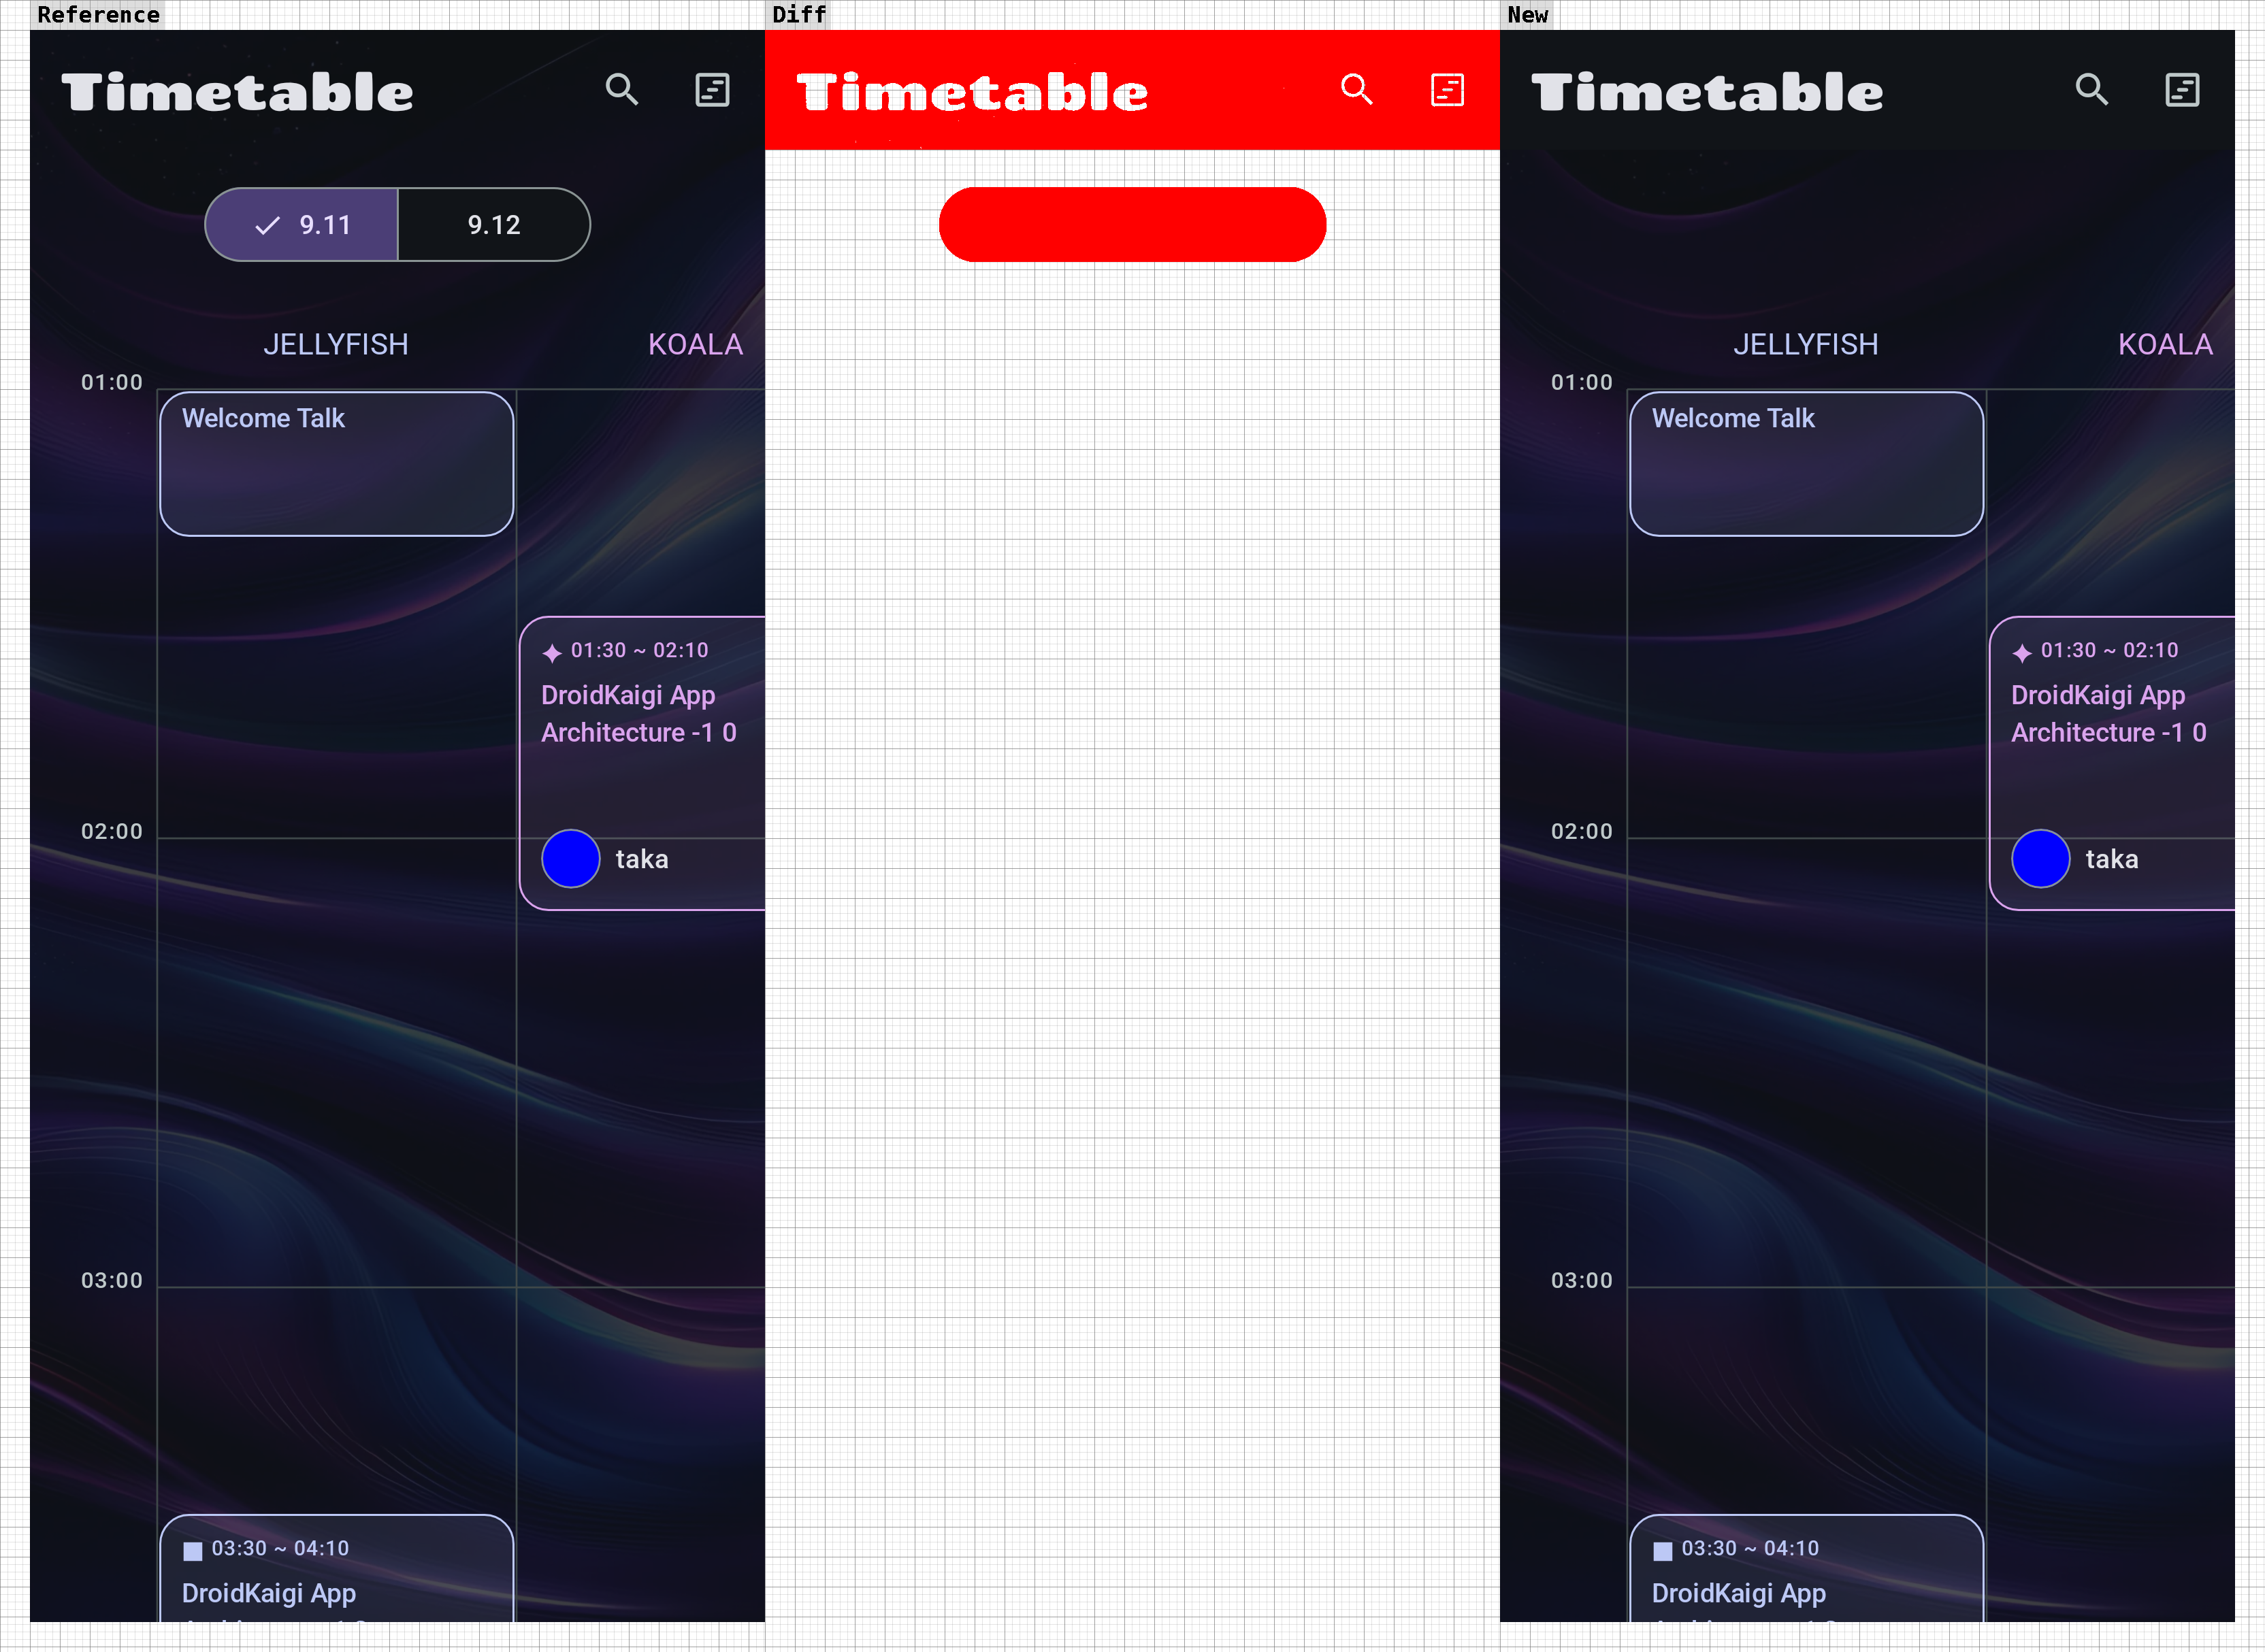 Reference
Timetable
9.11 9.12
JELLYFISH KOALA
01:00
Welcome Talk
01:30 ~ 02:10
DroidKaigi App
Architecture -1 0
02:00
taka
03:00
03:30 ~ 04:10
DroidKaigi App
Diff
Timetable
New
Timetable
JELLYFISH KOALA
01:00
Welcome Talk
01:30 ~ 02:10
DroidKaigi App
Architecture -1 0
02:00
taka
03:00
03:30 ~ 04:10
DroidKaigi App